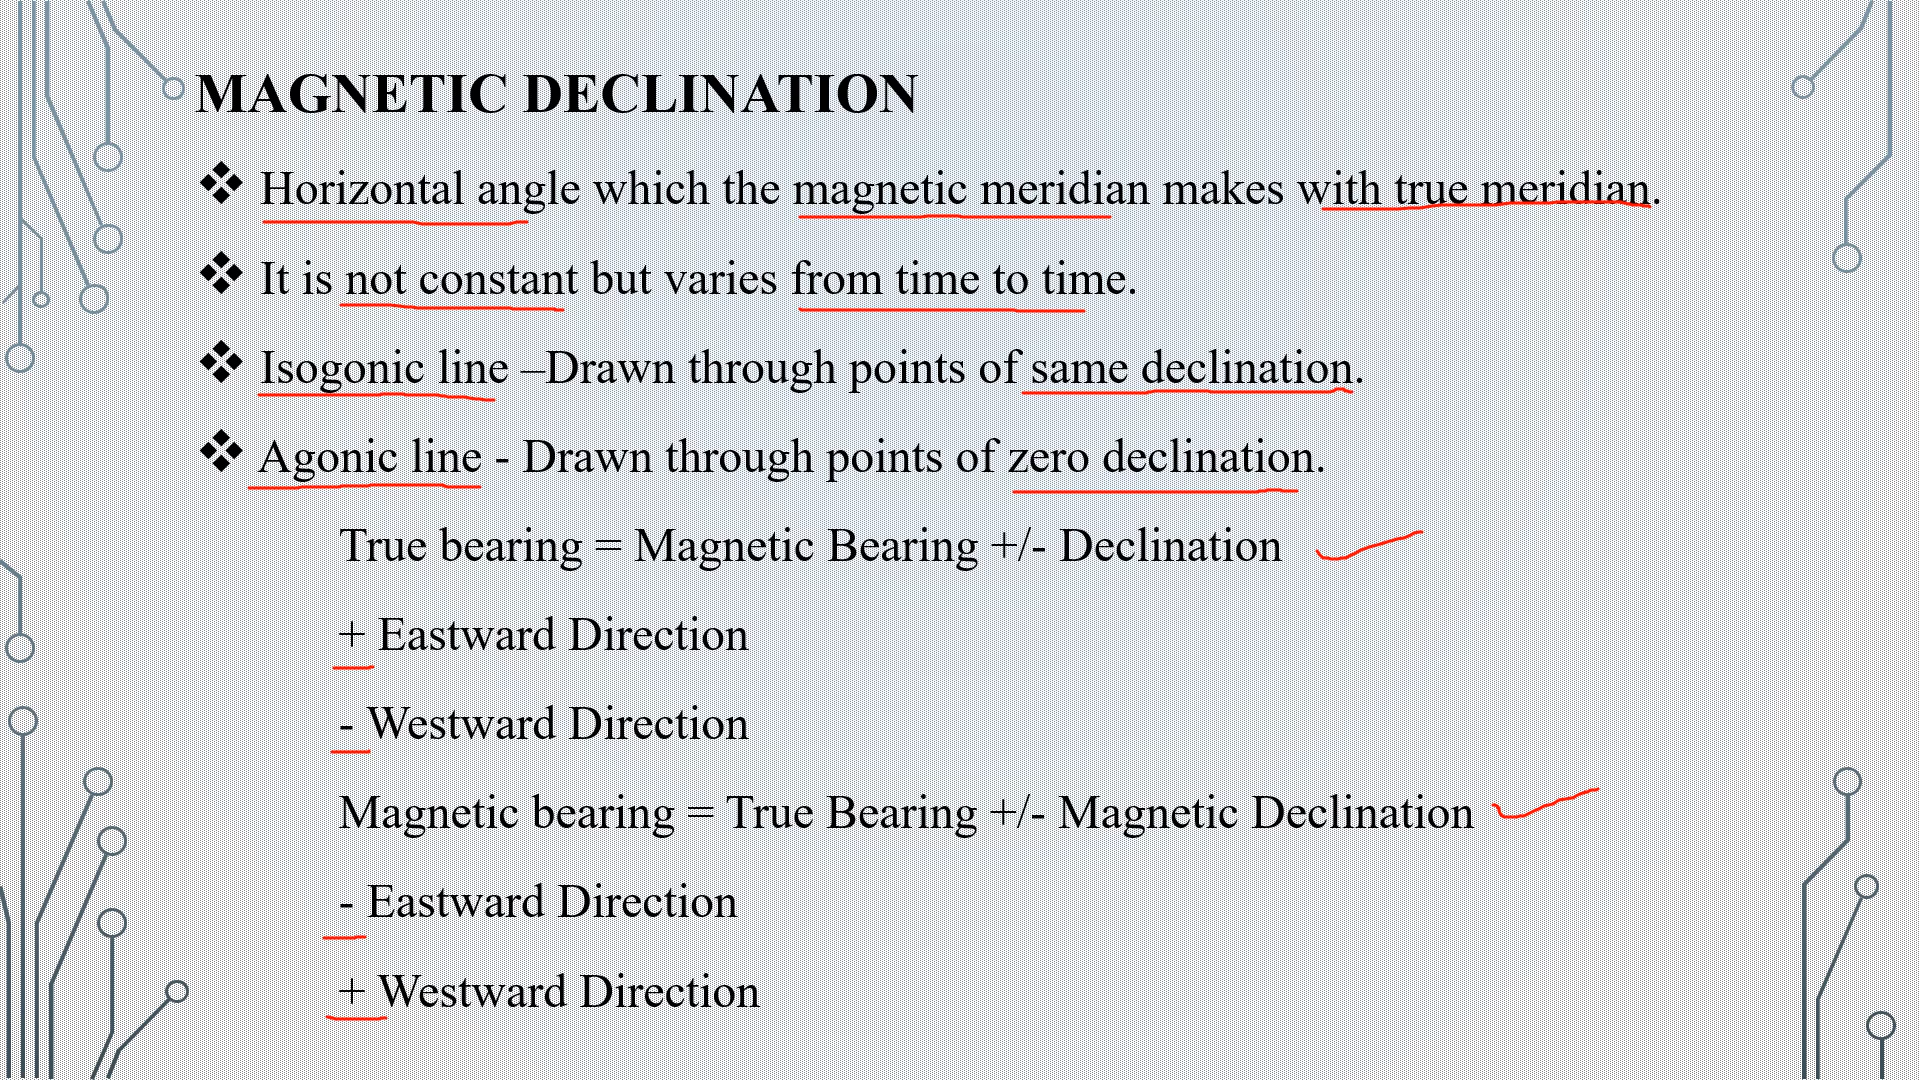 MAGNETIC DECLINATION
❖ Horizontal angle which the magnetic meridian makes with true meridian.
❖ It is not constant but varies from time to time.
❖ Isogonic line –Drawn through points of same declination.
❖ Agonic line - Drawn through points of zero declination.
True bearing = Magnetic Bearing +/- Declination
+ Eastward Direction
- Westward Direction
Magnetic bearing = True Bearing +/- Magnetic Declination
- Eastward Direction
+ Westward Direction